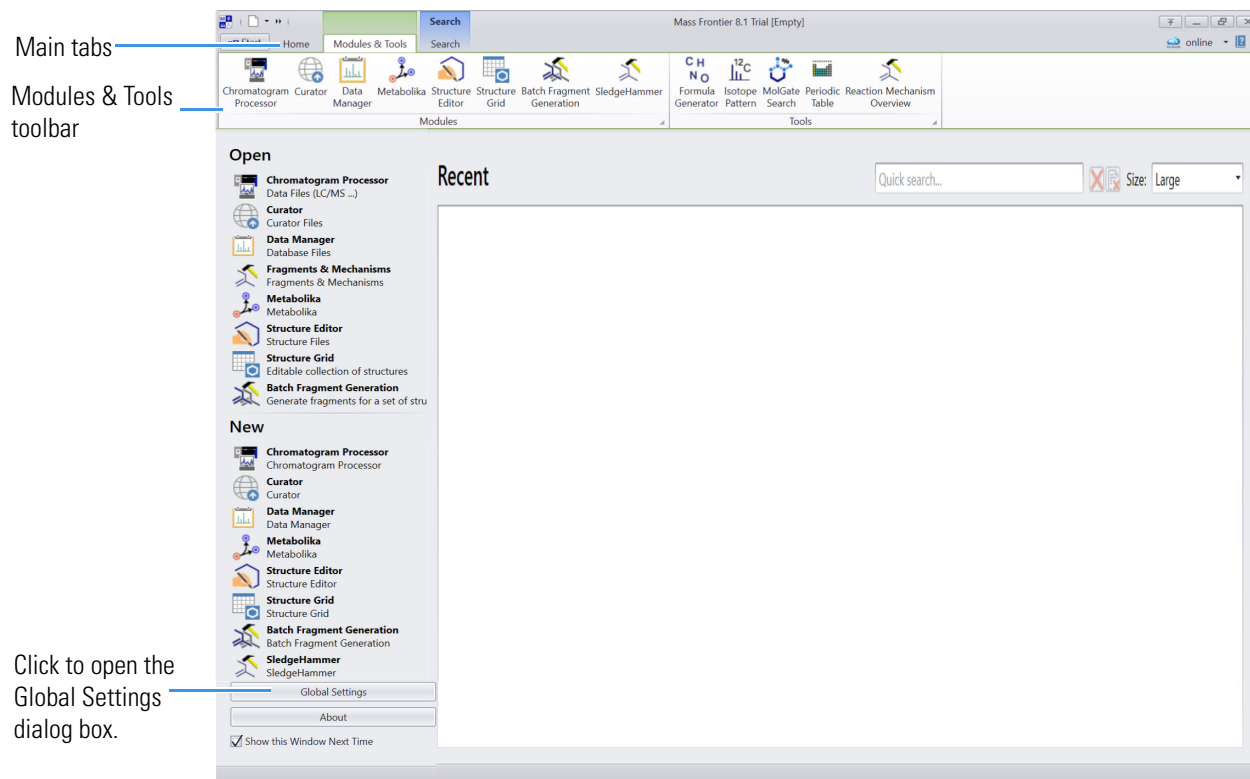 Search
Mass Frontier 8.1 Trial [Empty]
Main tabs
Start Home Modules & Tools Search
online
Modules & Tools
toolbar
Chromatogram
Processor
Curator
Data
Manager
Metabolika
Structure
Editor
Structure
Grid
Batch Fragment
Generation
SledgeHammer
C H
N O
Formula
Generator
12C
Isotope
Pattern
MolGate
Search
Periodic
Table
Reaction Mechanism
Overview
Modules
Tools
Open
Chromatogram Processor
Data Files (LC/MS ...)
Curator
Curator Files
Data Manager
Database Files
Fragments & Mechanisms
Fragments & Mechanisms
Metabolika
Metabolika
Structure Editor
Structure Files
Structure Grid
Editable collection of structures
Batch Fragment Generation
Generate fragments for a set of stru
New
Chromatogram Processor
Chromatogram Processor
Curator
Curator
Data Manager
Data Manager
Metabolika
Metabolika
Structure Editor
Structure Editor
Structure Grid
Structure Grid
Batch Fragment Generation
Batch Fragment Generation
SledgeHammer
SledgeHammer
Global Settings
About
Show this Window Next Time
Recent
Quick search...
Size: Large
Click to open the
Global Settings
dialog box.